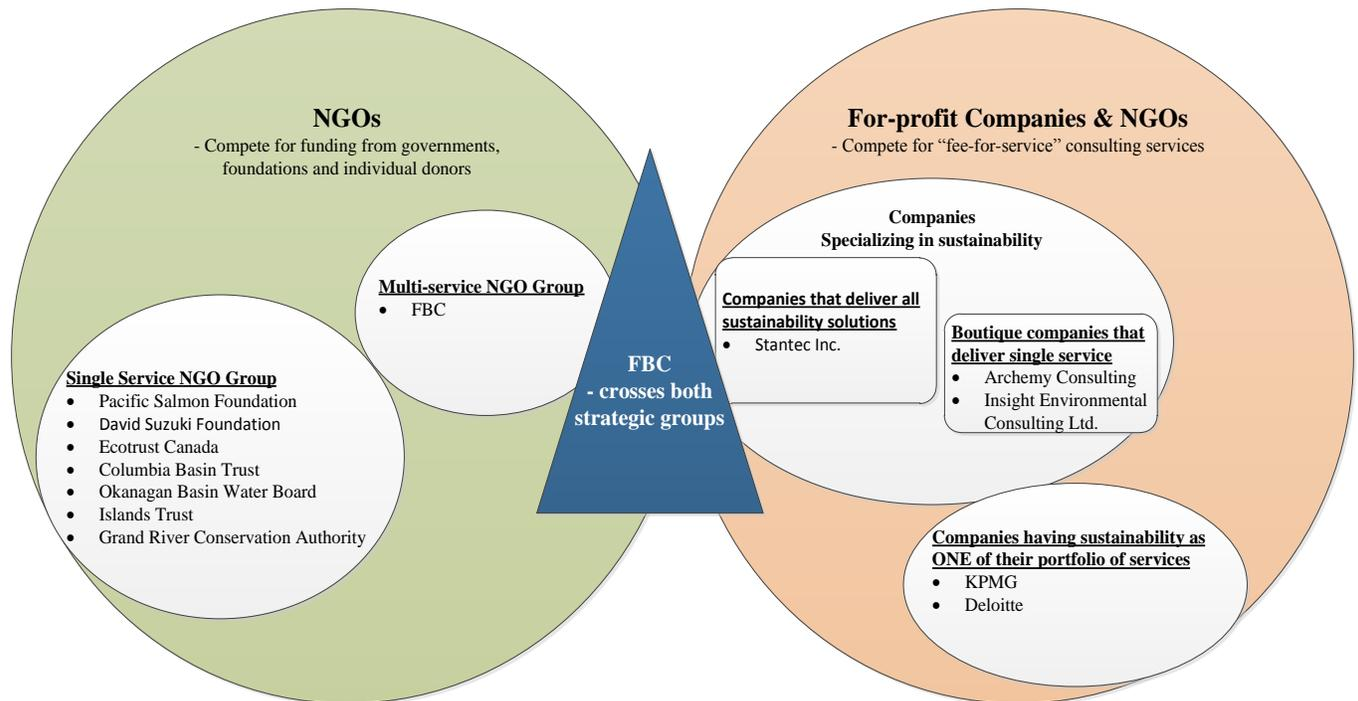 NGOs
- Compete for funding from governments,
foundations and individual donors
Multi-service NGO Group
• FBC
Single Service NGO Group
• Pacific Salmon Foundation
• David Suzuki Foundation
• Ecotrust Canada
• Columbia Basin Trust
• Okanagan Basin Water Board
• Islands Trust
• Grand River Conservation Authority
FBC
- crosses both
strategic groups
For-profit Companies & NGOs
- Compete for “fee-for-service” consulting services
Companies
Specializing in sustainability
Companies that deliver all
sustainability solutions
• Stantec Inc.
Boutique companies that
deliver single service
• Archemy Consulting
• Insight Environmental
Consulting Ltd.
Companies having sustainability as
ONE of their portfolio of services
• KPMG
• Deloitte